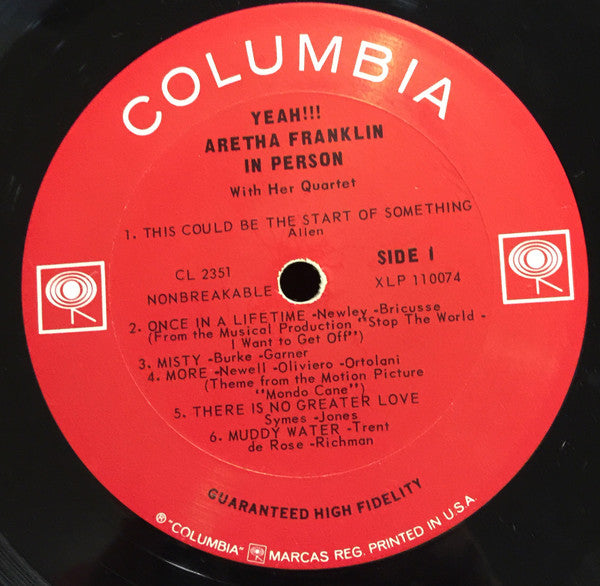 COLUMBIA
YEAH!!!
ARETHA FRANKLIN
IN PERSON
With Her Quartet
1. THIS COULD BE THE START OF SOMETHING
Allen
CL 2351
SIDE 1
NONBREAKABLE
XLP 110074
2. ONCE IN A LIFETIME -Newley -Bricusse
(From the Musical Production "Stop The World -
I Want to Get Off")
3. MISTY -Burke -Garner
4. MORE -Newell -Oliviero -Ortolani
(Theme from the Motion Picture
"Mondo Cane")
5. THERE IS NO GREATER LOVE
Symes -Jones
6. MUDDY WATER -Trent
de Rose -Richman
GUARANTEED HIGH FIDELITY
® "COLUMBIA" MARCAS REG. PRINTED IN U.S.A.